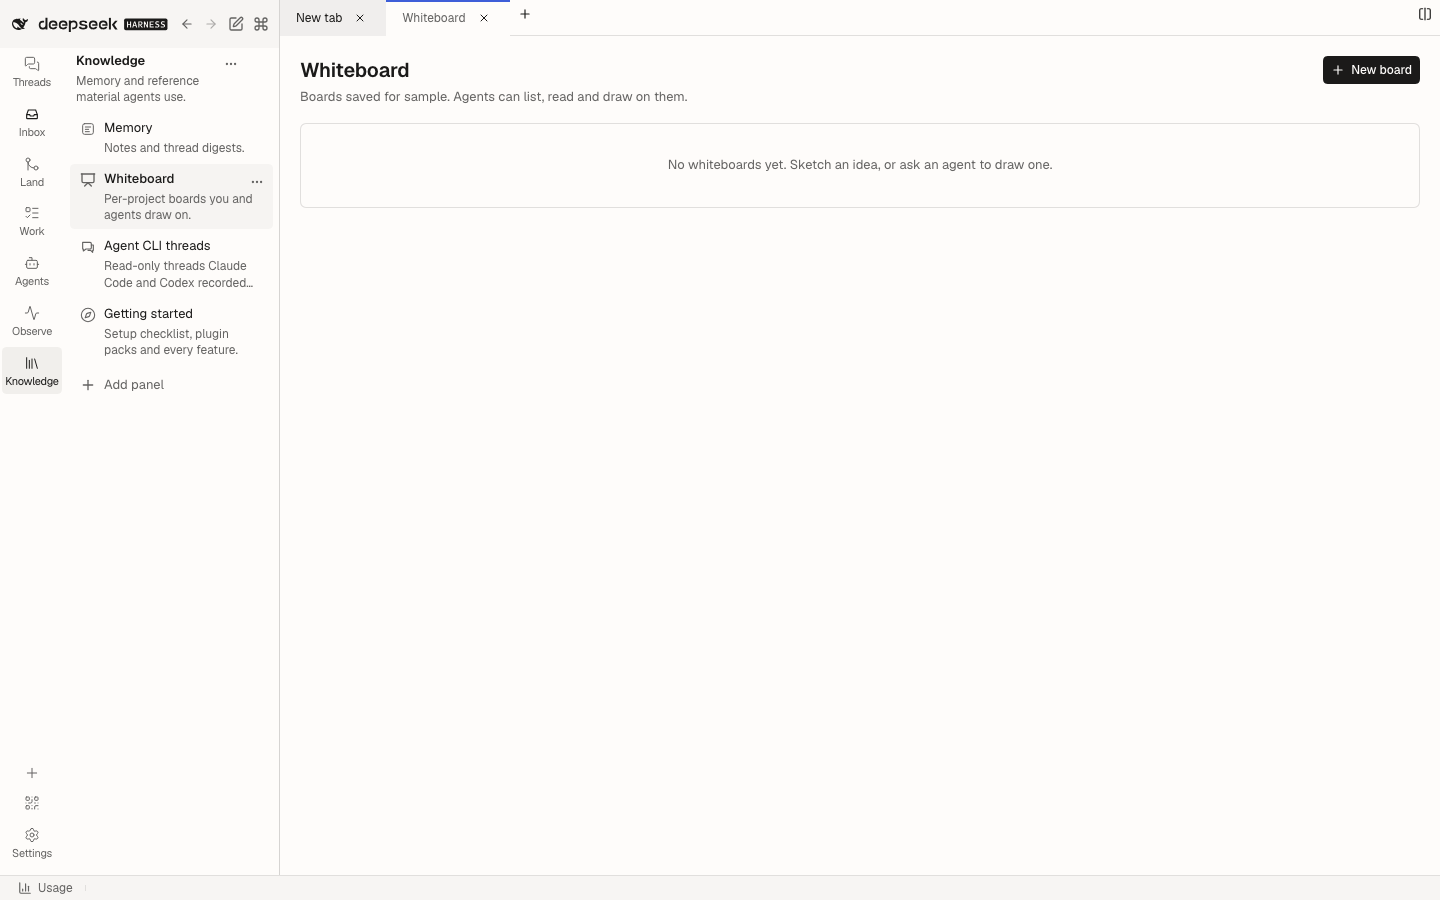 deepseek HARNESS
New tab
Whiteboard
Threads
Inbox
Land
Work
Agents
Observe
Knowledge
Settings
Knowledge
Memory and reference
material agents use.
Memory
Notes and thread digests.
Whiteboard
Per-project boards you and
agents draw on.
Agent CLI threads
Read-only threads Claude
Code and Codex recorded…
Getting started
Setup checklist, plugin
packs and every feature.
Add panel
Whiteboard
New board
Boards saved for sample. Agents can list, read and draw on them.
No whiteboards yet. Sketch an idea, or ask an agent to draw one.
Usage